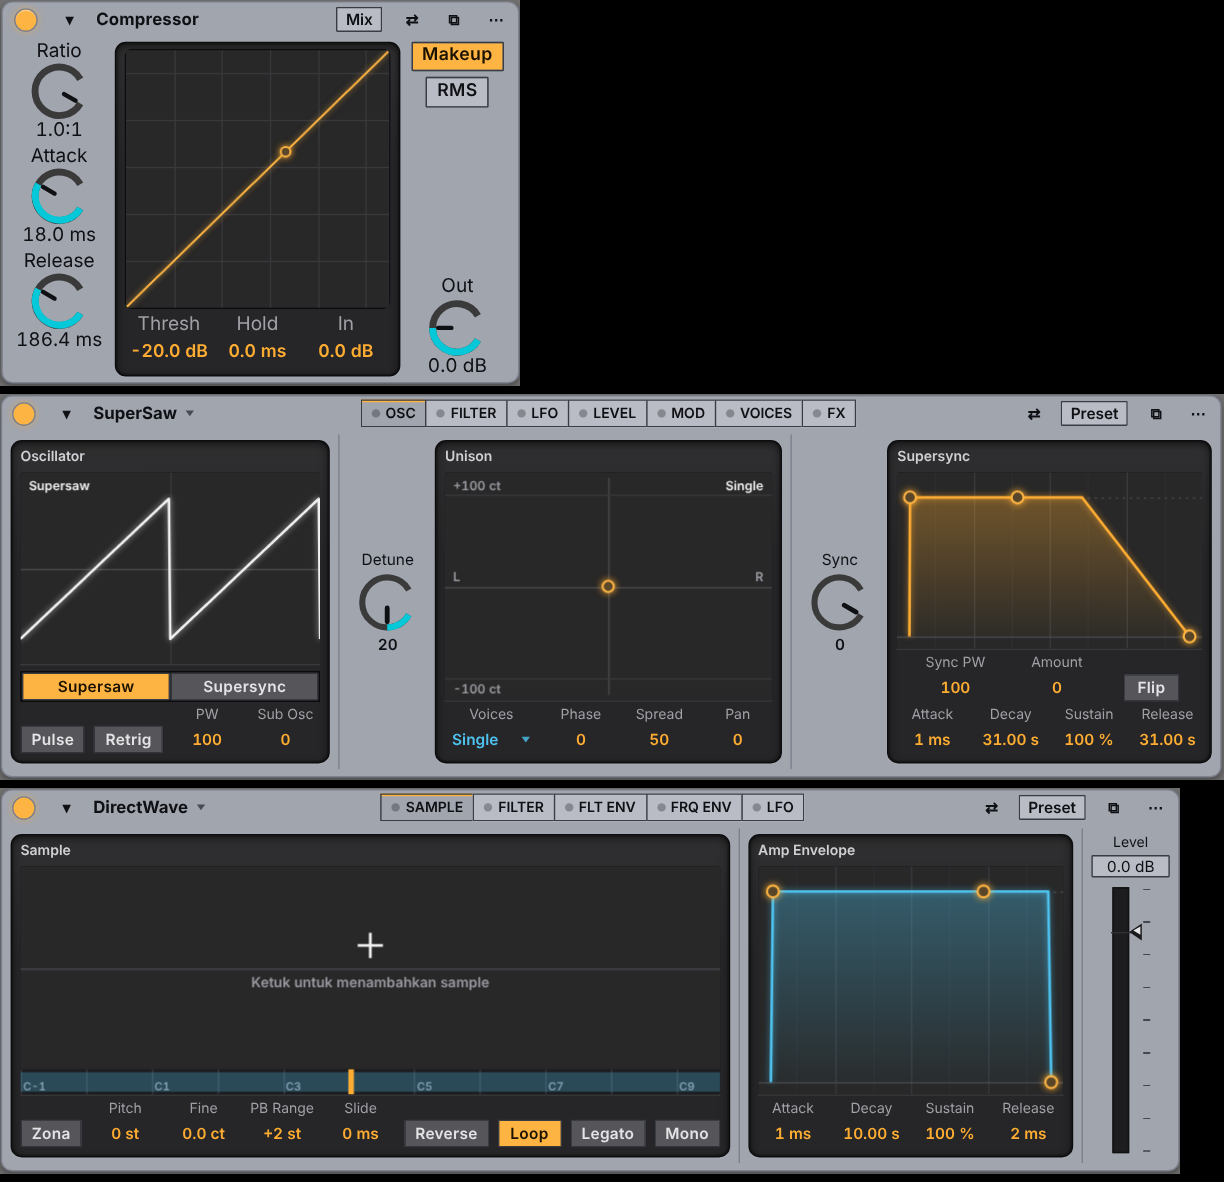 Compressor Mix
Ratio
1.0:1
Attack
18.0 ms
Release
186.4 ms
Thresh Hold In
-20.0 dB 0.0 ms 0.0 dB
Makeup
RMS
Out
0.0 dB
SuperSaw OSC FILTER LFO LEVEL MOD VOICES FX Preset
Oscillator
Supersaw
Supersaw Supersync
PW Sub Osc
Pulse Retrig 100 0
Detune
20
Unison
+100 ct Single
L R
-100 ct
Voices Phase Spread Pan
Single 0 50 0
Sync
0
Supersync
Sync PW Amount
100 0 Flip
Attack Decay Sustain Release
1 ms 31.00 s 100 % 31.00 s
DirectWave SAMPLE FILTER FLT ENV FRQ ENV LFO Preset
Sample
Ketuk untuk menambahkan sample
C-1 C1 C3 C5 C7 C9
Pitch Fine PB Range Slide
Zona 0 st 0.0 ct +2 st 0 ms Reverse Loop Legato Mono
Amp Envelope
Attack Decay Sustain Release
1 ms 10.00 s 100 % 2 ms
Level
0.0 dB